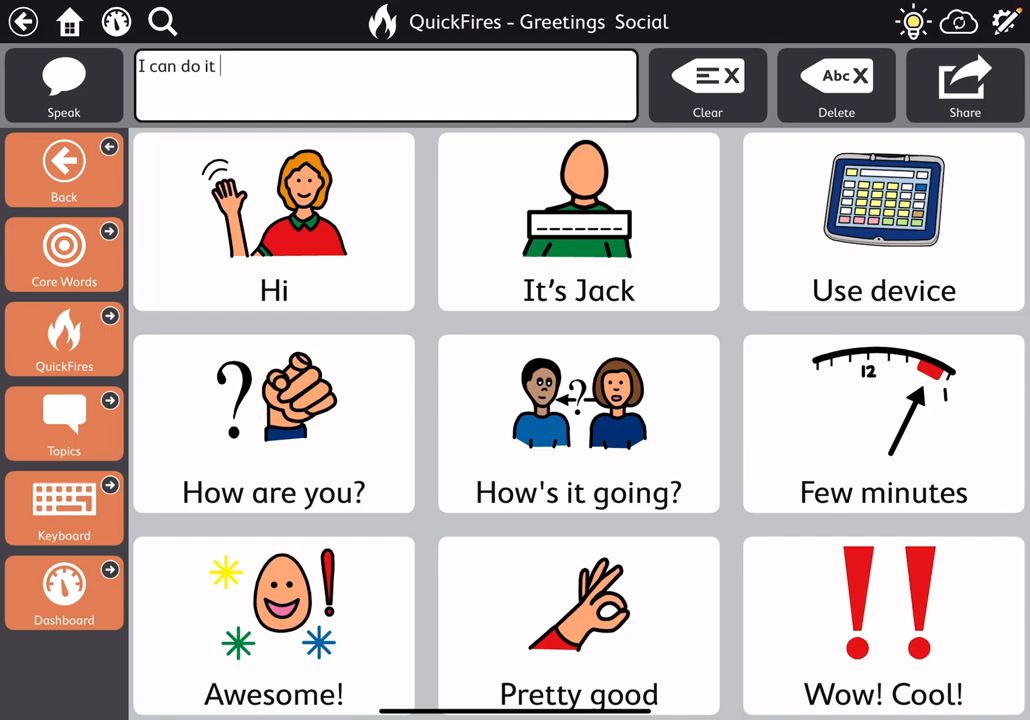 QuickFires - Greetings Social
Speak
I can do it
X
Clear
Abc X
Delete
Share
Back
Core Words
QuickFires
Topics
Keyboard
Dashboard
Hi
It's Jack
Use device
?
How are you?
?
How's it going?
12
1
Few minutes
!
Awesome!
Pretty good
!!
Wow! Cool!